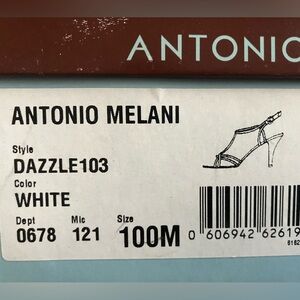 ANTONIO
ANTONIO MELANI
Style
DAZZLE103
Color
WHITE
Dept Mic Size
0678 121 100M
0 606942 62619